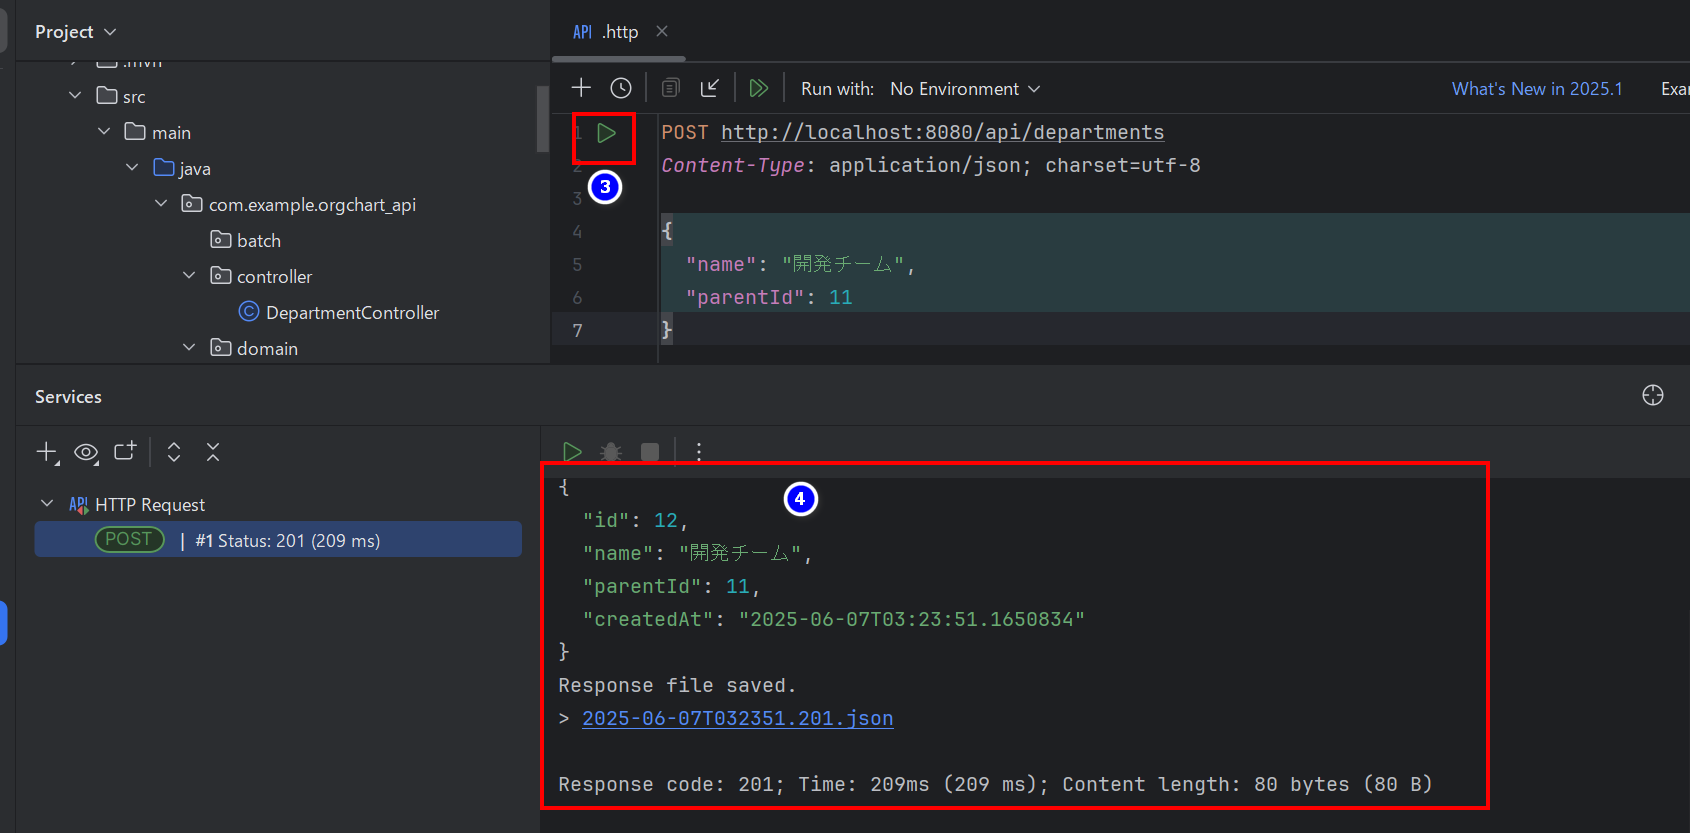 Project
.http
.mvn
src
main
java
com.example.orgchart_api
batch
controller
DepartmentController
domain
Run with: No Environment
What's New in 2025.1
Exa
1 POST http://localhost:8080/api/departments
2 Content-Type: application/json; charset=utf-8
3
3
4 {
5 "name": "開発チーム",
6 "parentId": 11
7 }
Services
HTTP Request
POST | #1 Status: 201 (209 ms)
4
{
"id": 12,
"name": "開発チーム",
"parentId": 11,
"createdAt": "2025-06-07T03:23:51.1650834"
}
Response file saved.
> 2025-06-07T032351.201.json
Response code: 201; Time: 209ms (209 ms); Content length: 80 bytes (80 B)